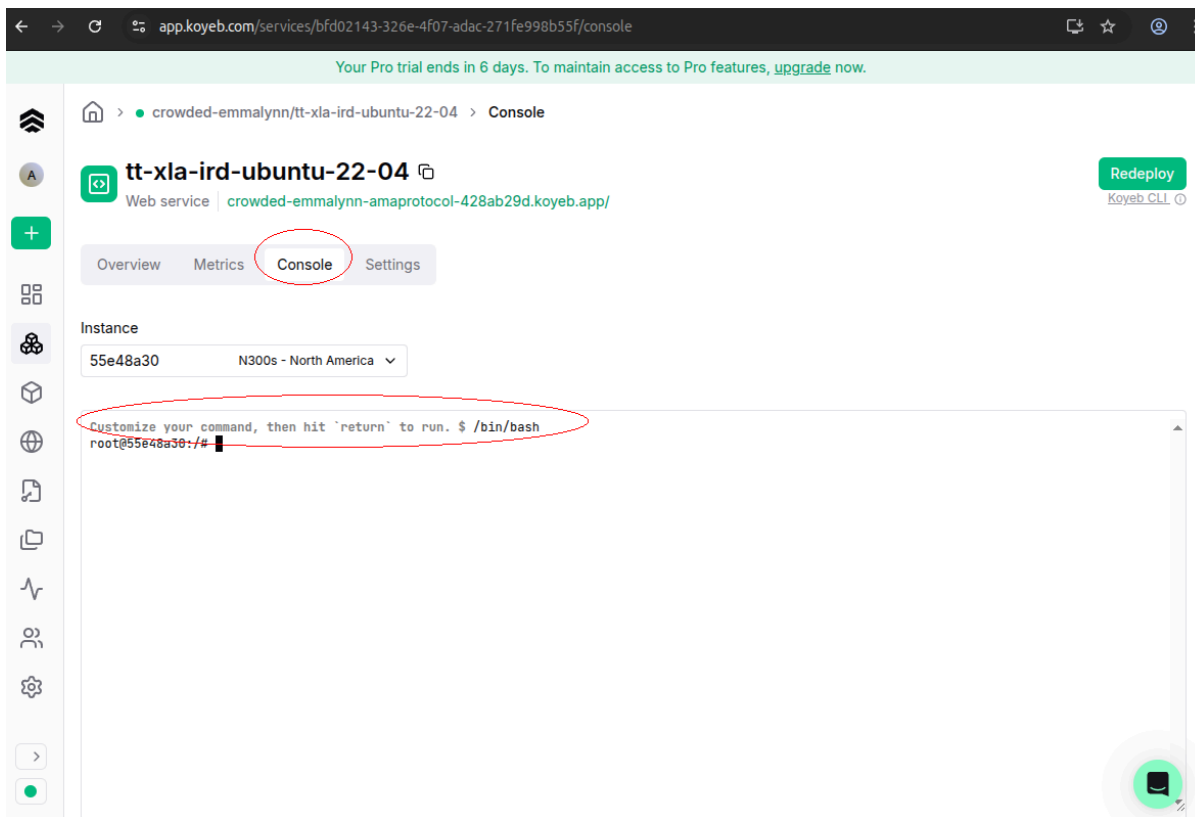 app.koyeb.com/services/bfd02143-326e-4f07-adac-271fe998b55f/console
Your Pro trial ends in 6 days. To maintain access to Pro features, upgrade now.
crowded-emmalynn/tt-xla-ird-ubuntu-22-04 > Console
A
tt-xla-ird-ubuntu-22-04
Redeploy
Web service crowded-emmalynn-amaprotocol-428ab29d.koyeb.app/
Koyeb CLI
Overview Metrics Console Settings
Instance
55e48a30 N300s - North America
Customize your command, then hit `return` to run. $ /bin/bash
root@55e48a30:/#